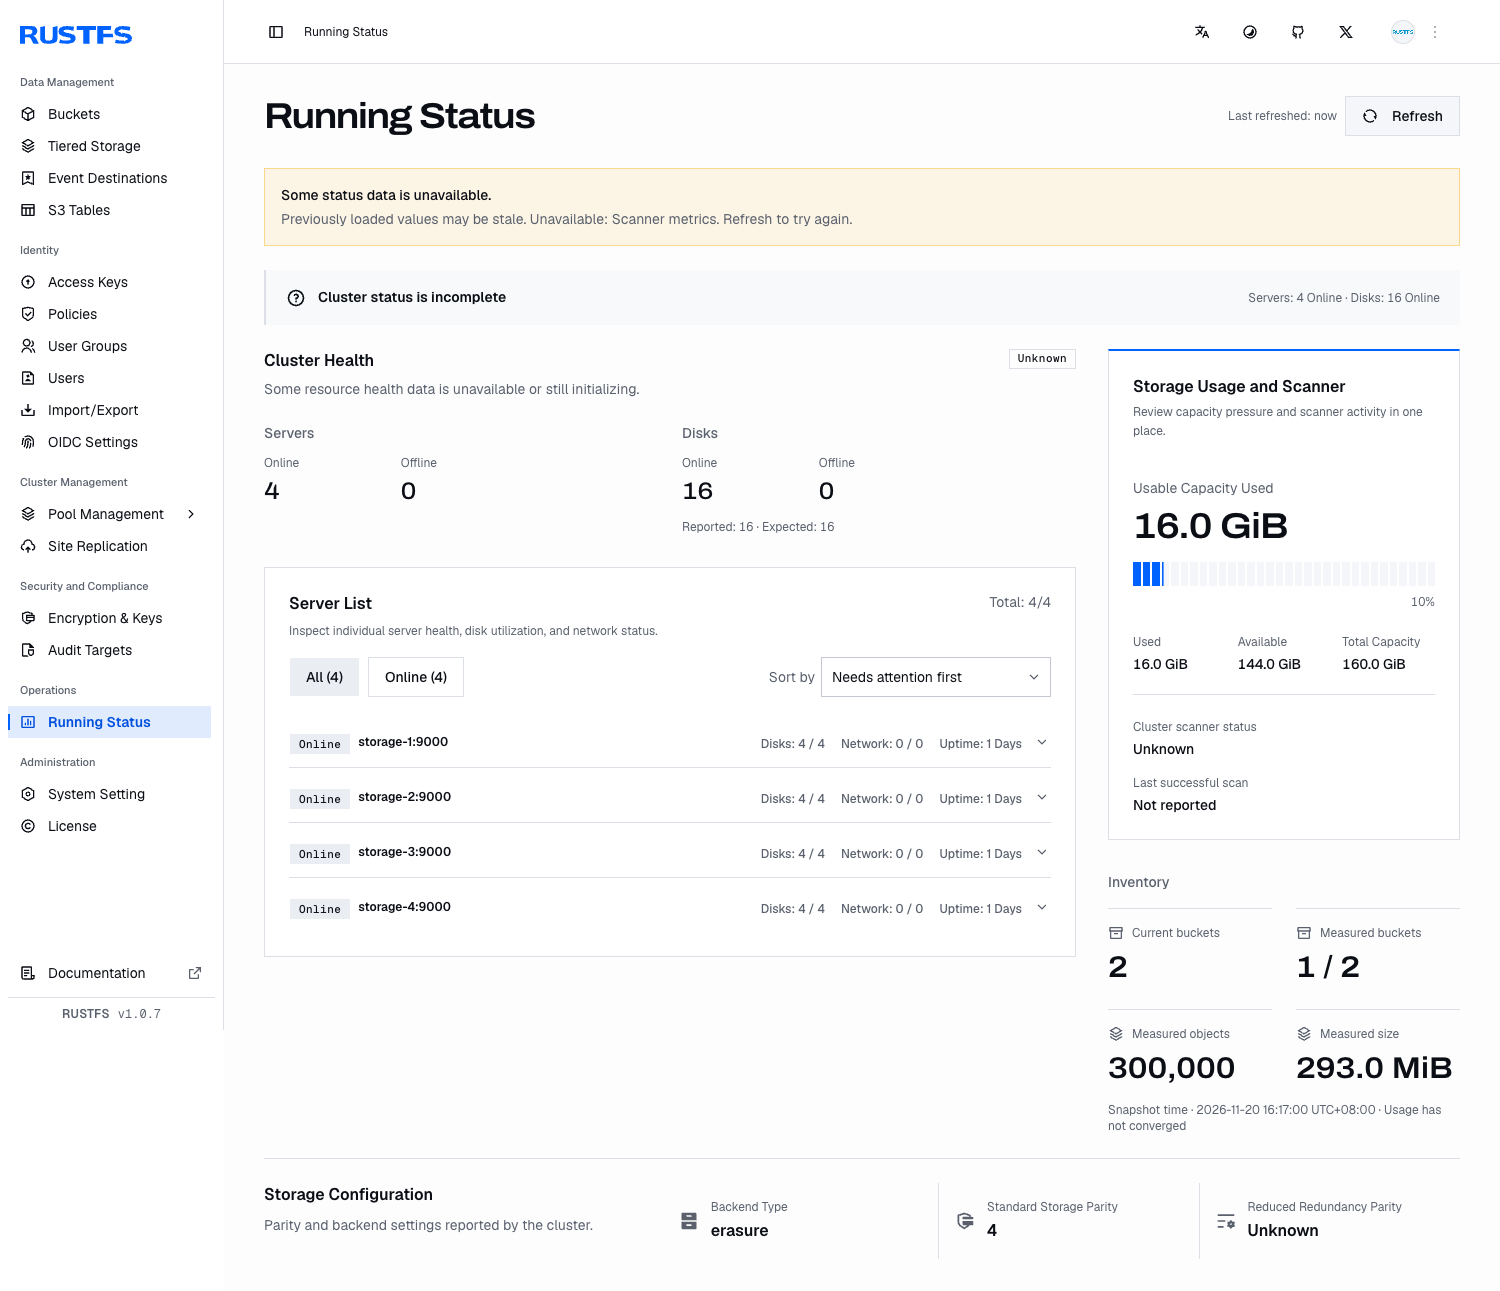 RUSTFS
Data Management
Buckets
Tiered Storage
Event Destinations
S3 Tables
Identity
Access Keys
Policies
User Groups
Users
Import/Export
OIDC Settings
Cluster Management
Pool Management
Site Replication
Security and Compliance
Encryption & Keys
Audit Targets
Operations
Running Status
Administration
System Setting
License
Documentation
RUSTFS v1.0.7
Running Status
RUSTFS
Running Status
Last refreshed: now
Refresh
Some status data is unavailable.
Previously loaded values may be stale. Unavailable: Scanner metrics. Refresh to try again.
Cluster status is incomplete
Servers: 4 Online · Disks: 16 Online
Cluster Health
Unknown
Some resource health data is unavailable or still initializing.
Servers
Online
Offline
4
0
Disks
Online
Offline
16
0
Reported: 16 · Expected: 16
Server List
Total: 4/4
Inspect individual server health, disk utilization, and network status.
All (4)
Online (4)
Sort by
Needs attention first
Online storage-1:9000 Disks: 4 / 4 Network: 0 / 0 Uptime: 1 Days
Online storage-2:9000 Disks: 4 / 4 Network: 0 / 0 Uptime: 1 Days
Online storage-3:9000 Disks: 4 / 4 Network: 0 / 0 Uptime: 1 Days
Online storage-4:9000 Disks: 4 / 4 Network: 0 / 0 Uptime: 1 Days
Storage Usage and Scanner
Review capacity pressure and scanner activity in one
place.
Usable Capacity Used
16.0 GiB
10%
Used
Available
Total Capacity
16.0 GiB
144.0 GiB
160.0 GiB
Cluster scanner status
Unknown
Last successful scan
Not reported
Inventory
Current buckets
2
Measured buckets
1 / 2
Measured objects
300,000
Measured size
293.0 MiB
Snapshot time · 2026-11-20 16:17:00 UTC+08:00 · Usage has
not converged
Storage Configuration
Parity and backend settings reported by the cluster.
Backend Type
erasure
Standard Storage Parity
4
Reduced Redundancy Parity
Unknown